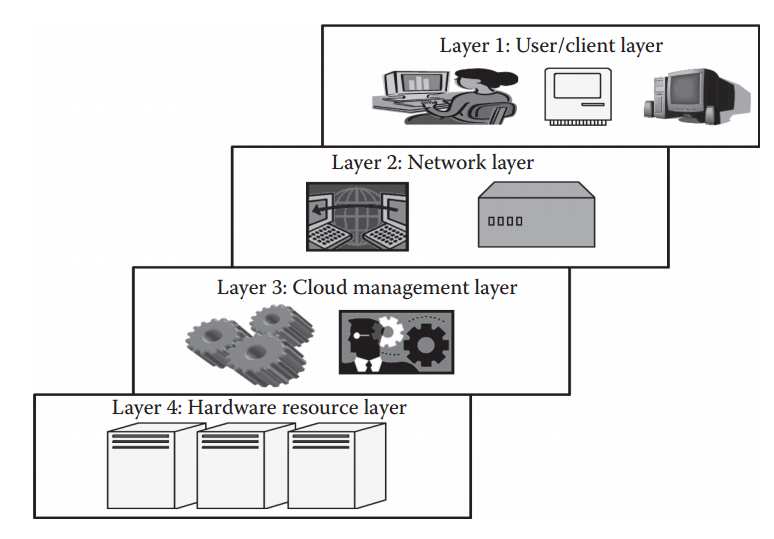 Layer 1: User/client layer
Layer 2: Network layer
Layer 3: Cloud management layer
Layer 4: Hardware resource layer